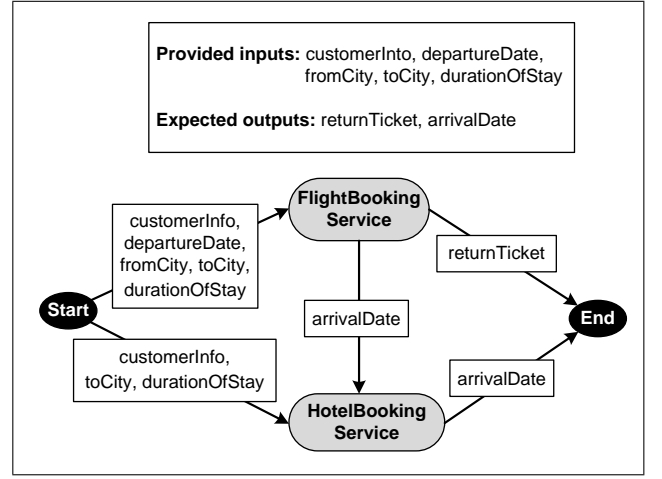 Provided inputs: customerInto, departureDate,
fromCity, toCity, durationOfStay
Expected outputs: returnTicket, arrivalDate
FlightBooking
Service
customerInfo,
departureDate,
fromCity, toCity,
durationOfStay
returnTicket
Start
arrivalDate
End
customerInfo,
toCity, durationOfStay
arrivalDate
HotelBooking
Service